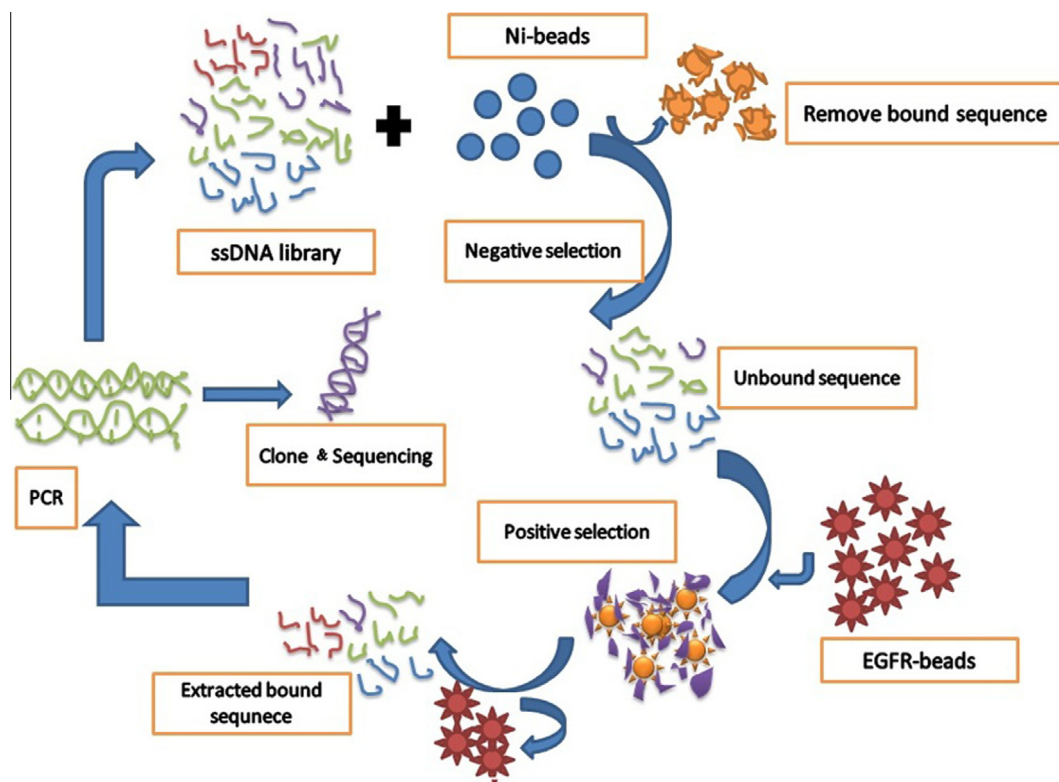 Ni-beads
Remove bound sequence
ssDNA library
Negative selection
Unbound sequence
Clone & Sequencing
PCR
Positive selection
EGFR-beads
Extracted bound
sequnece